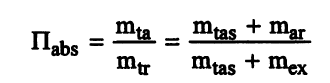 Π_abs = m_ta / m_tr = (m_tas + m_ar) / (m_tas + m_ex)